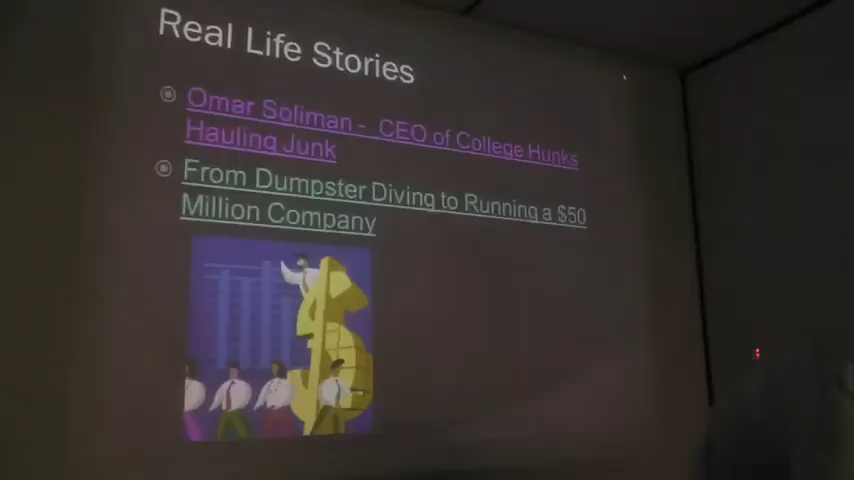 Real Life Stories
Omar Soliman - CEO of College Hunks
Hauling Junk
From Dumpster Diving to Running a $50
Million Company